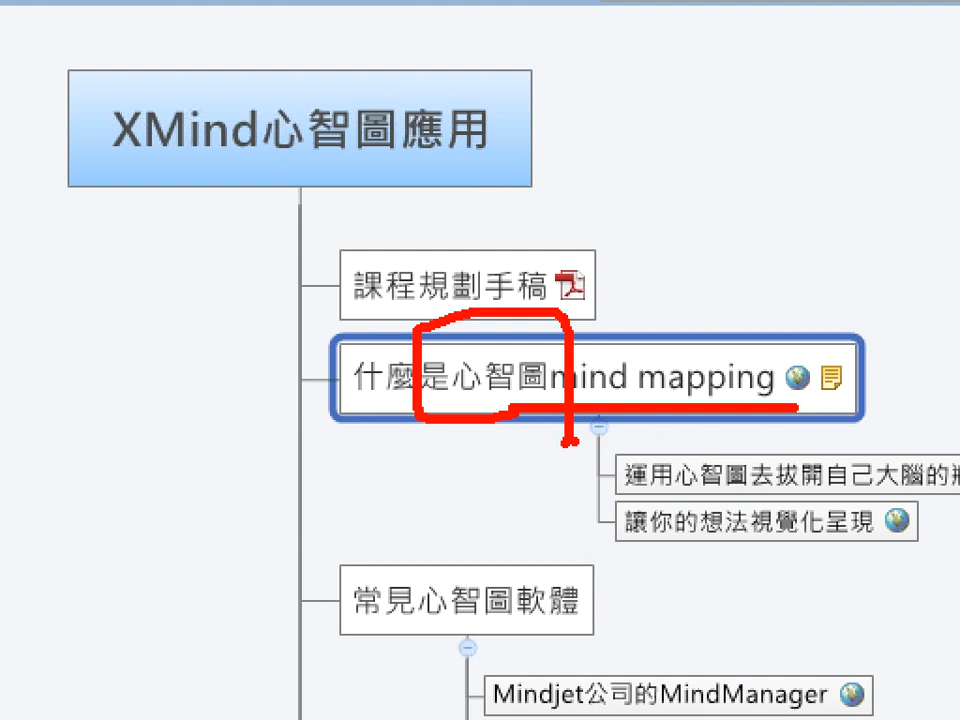 XMind心智圖應用
課程規劃手稿
什麼是心智圖mind mapping
運用心智圖去拔開自己大腦的
讓你的想法視覺化呈現
常見心智圖軟體
Mindjet公司的MindManager